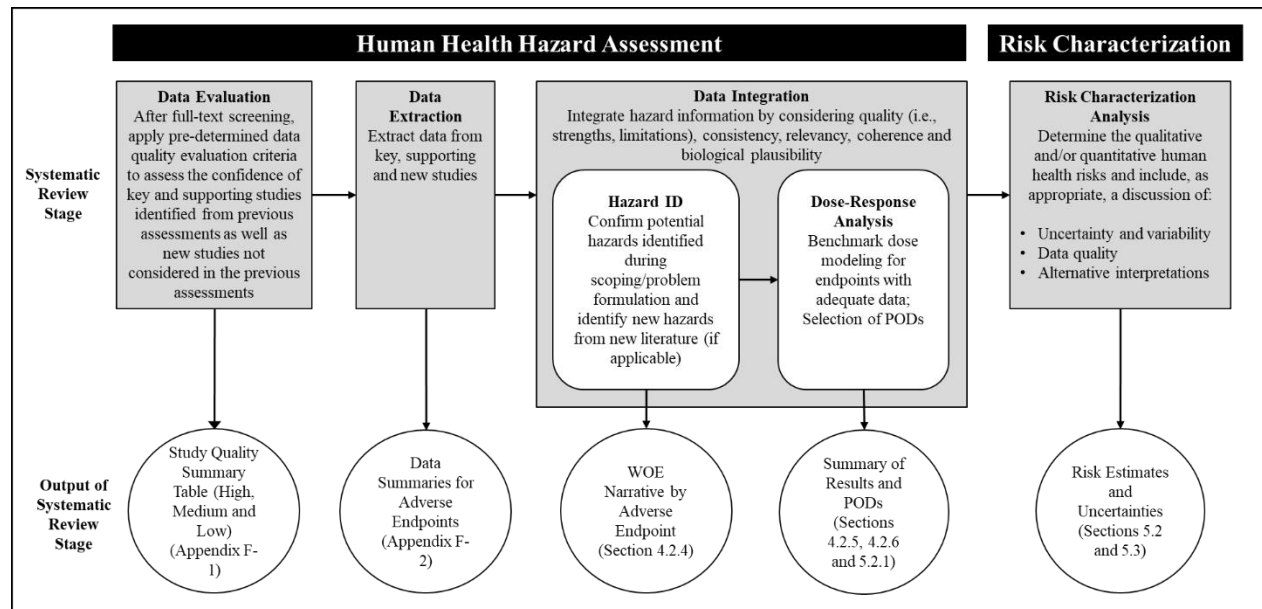 Human Health Hazard Assessment
Risk Characterization
Systematic
Review
Stage
Data Evaluation
After full-text screening,
apply pre-determined data
quality evaluation criteria
to assess the confidence of
key and supporting studies
identified from previous
assessments as well as
new studies not
considered in the previous
assessments
Data
Extraction
Extract data from
key, supporting
and new studies
Data Integration
Integrate hazard information by considering quality (i.e.,
strengths, limitations), consistency, relevancy, coherence and
biological plausibility
Hazard ID
Confirm potential
hazards identified
during
scoping/problem
formulation and
identify new hazards
from new literature (if
applicable)
Dose-Response
Analysis
Benchmark dose
modeling for
endpoints with
adequate data;
Selection of PODs
Risk Characterization
Analysis
Determine the qualitative
and/or quantitative human
health risks and include, as
appropriate, a discussion of:
• Uncertainty and variability
• Data quality
• Alternative interpretations
Output of
Systematic
Review
Stage
Study Quality
Summary
Table (High,
Medium and
Low)
(Appendix F-
1)
Data
Summaries for
Adverse
Endpoints
(Appendix F-
2)
WOE
Narrative by
Adverse
Endpoint
(Section 4.2.4)
Summary of
Results and
PODs
(Sections
4.2.5, 4.2.6
and 5.2.1)
Risk Estimates
and
Uncertainties
(Sections 5.2
and 5.3)